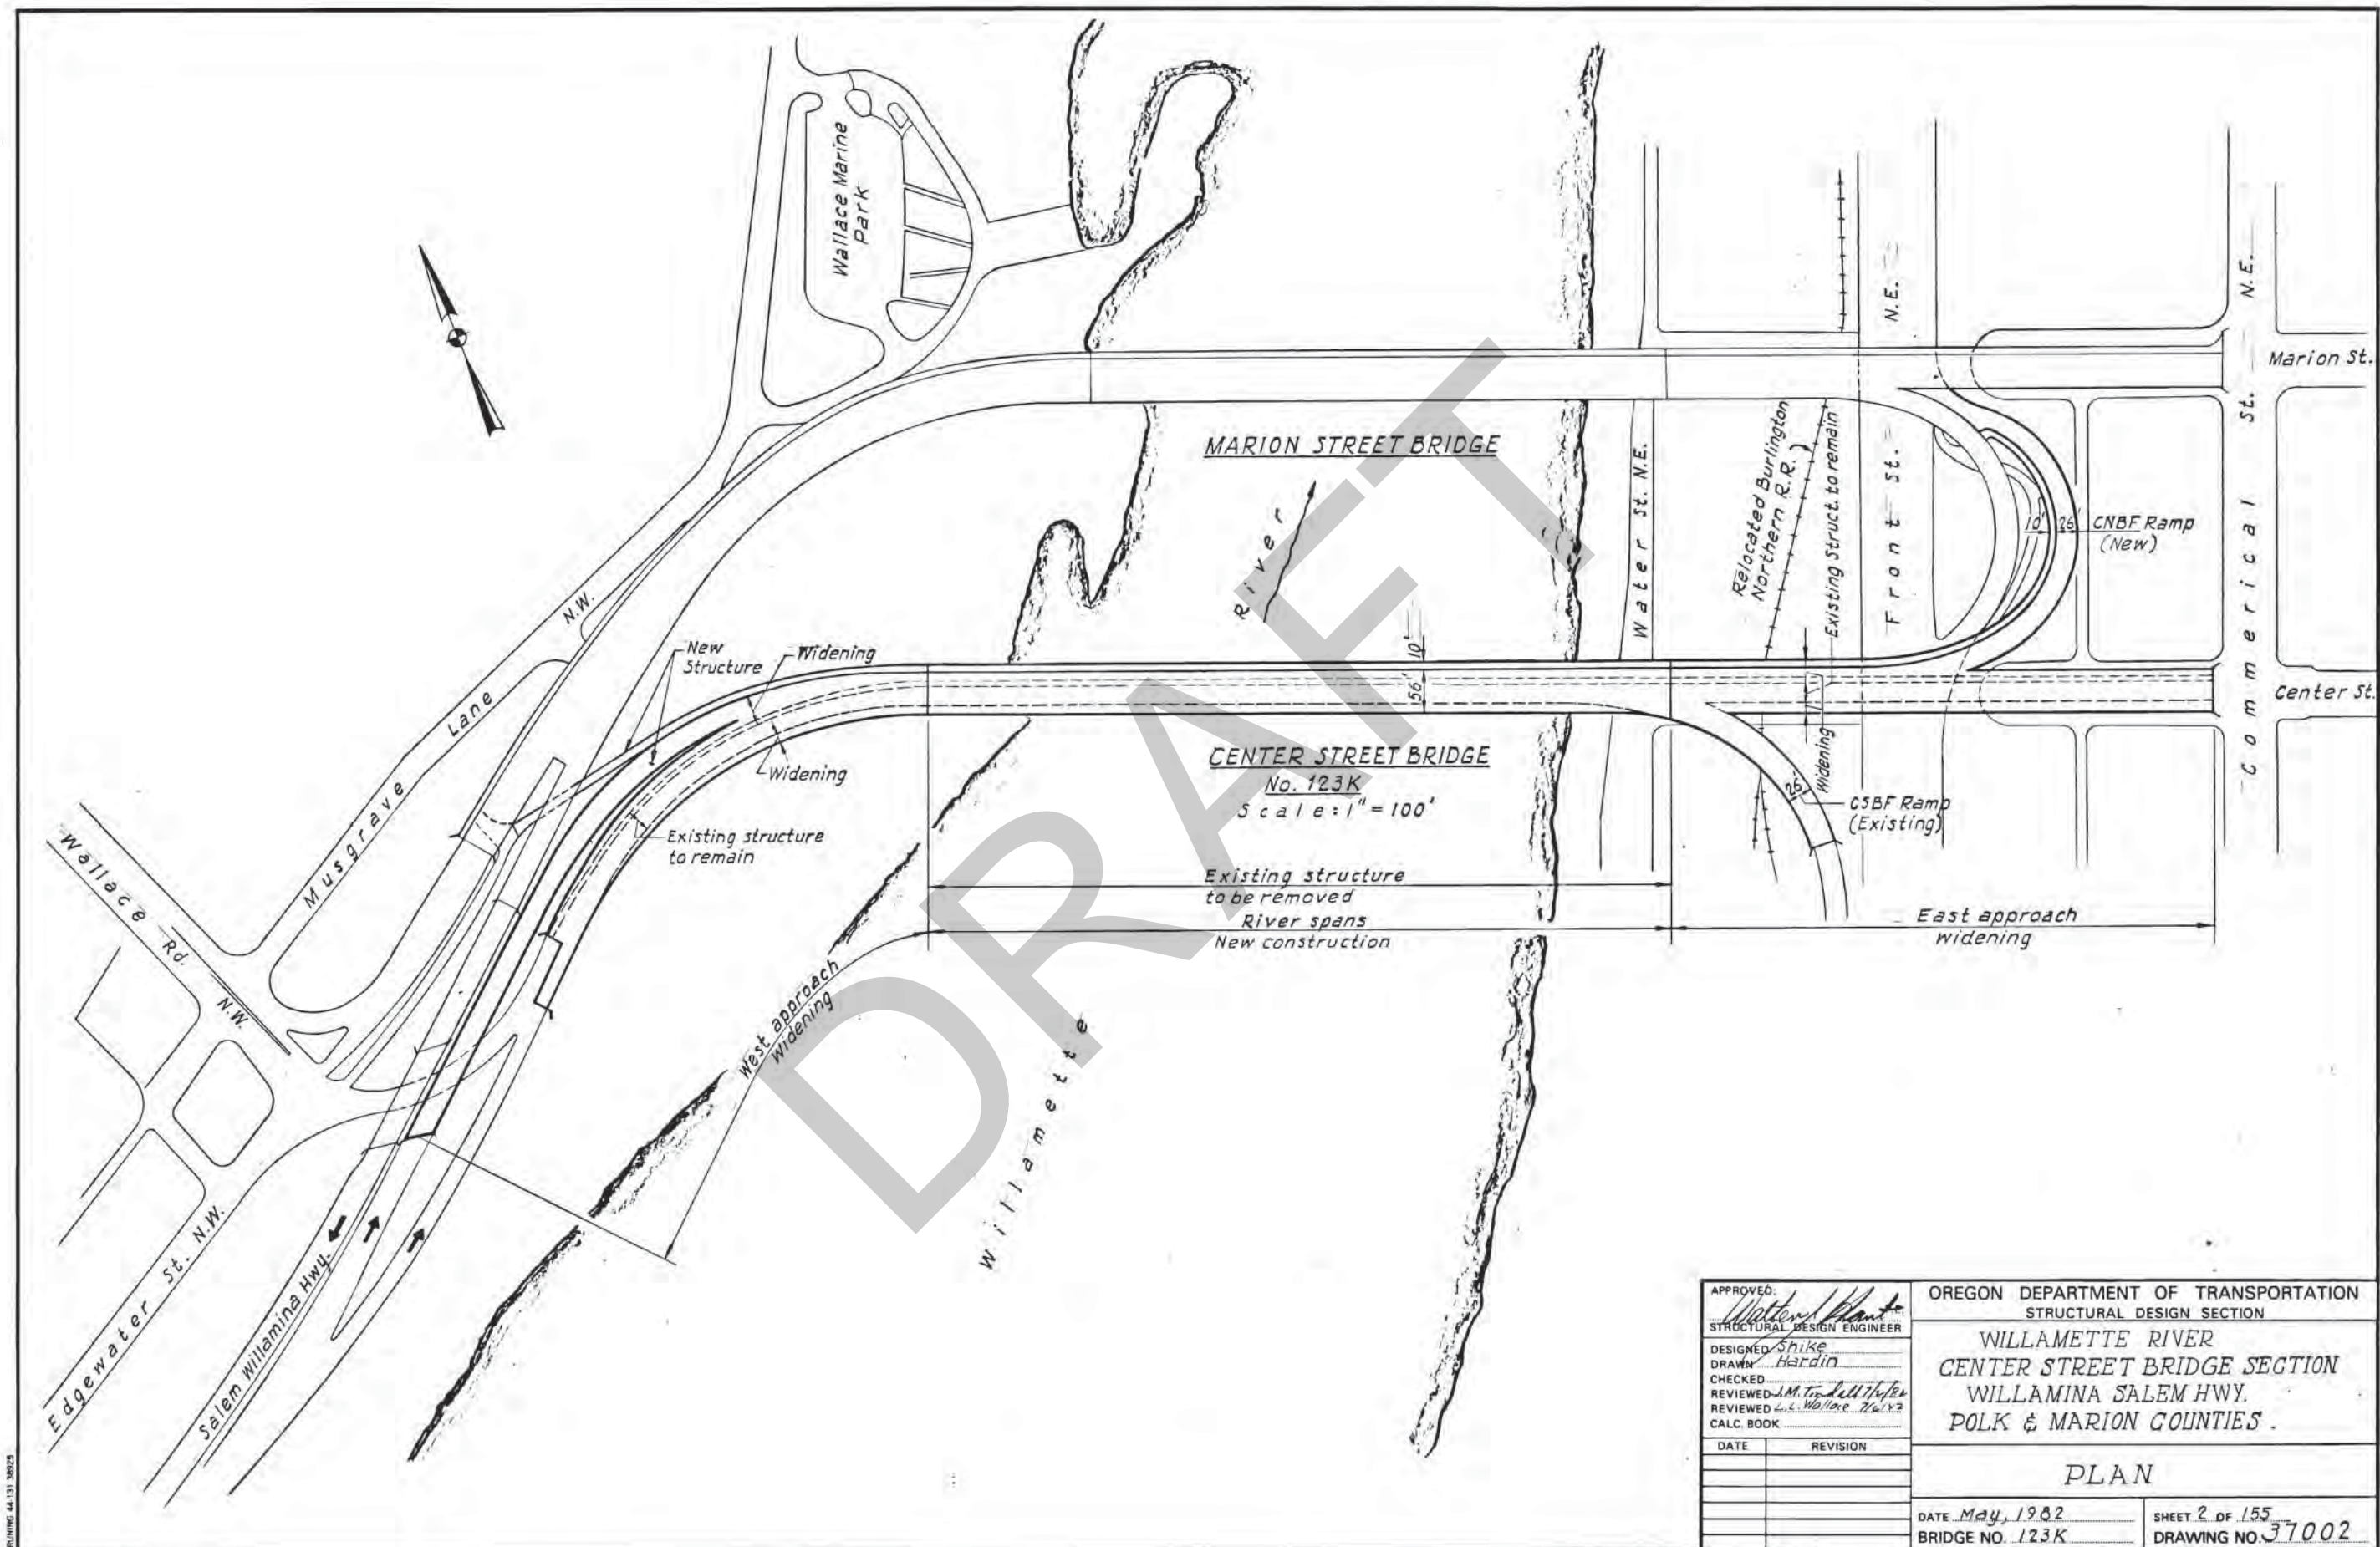 Wallace Marine
Park
N.E.
N.E.
Marion St.
MARION STREET BRIDGE
River
Water St. N.E.
Relocated Burlington
Northern R.R.
Existing Struct. to remain
Front St.
Commerical St.
10'
26'
CNBF Ramp
(New)
N.W.
Musgrave Lane
New
Structure
Widening
10'
56'
Center St.
Widening
Widening
CENTER STREET BRIDGE
No. 123K
Scale: 1" = 100'
26'
CSBF Ramp
(Existing)
Existing structure
to remain
Wallace Rd.
N.W.
Existing structure
to be removed
River spans
New construction
East approach
widening
West approach
widening
Willamette
Edgewater St. N.W.
Salem Willamina Hwy.
DRAFT
APPROVED:
STRUCTURAL DESIGN ENGINEER
DESIGNED Shike
DRAWN Hardin
CHECKED
REVIEWED J.M. Tindall
REVIEWED L.L. Wallace
CALC. BOOK
DATE REVISION
OREGON DEPARTMENT OF TRANSPORTATION
STRUCTURAL DESIGN SECTION
WILLAMETTE RIVER
CENTER STREET BRIDGE SECTION
WILLAMINA SALEM HWY.
POLK & MARION COUNTIES.
PLAN
DATE May, 1982
SHEET 2 OF 155
BRIDGE NO. 123K
DRAWING NO. 37002